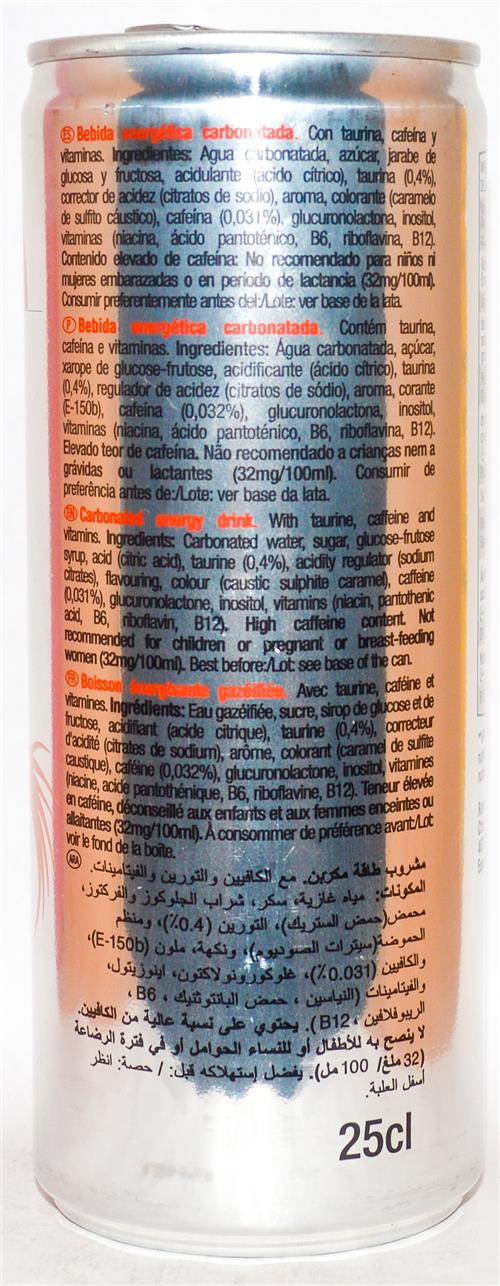 ES Bebida energética carbonatada. Con taurina, cafeína y
vitaminas. Ingredientes: Agua carbonatada, azúcar, jarabe de
glucosa y fructosa, acidulante (ácido cítrico), taurina (0,4%),
corrector de acidez (citratos de sodio), aroma, colorante (caramelo
de sulfito cáustico), cafeína (0,031%), glucuronolactona, inositol,
vitaminas (niacina, ácido pantoténico, B6, riboflavina, B12).
Contenido elevado de cafeína: No recomendado para niños ni
mujeres embarazadas o en periodo de lactancia (32mg/100ml).
Consumir preferentemente antes del:/Lote: ver base de la lata.
P Bebida energética carbonatada. Contém taurina,
cafeína e vitaminas. Ingredientes: Água carbonatada, açúcar,
xarope de glucose-frutose, acidificante (ácido cítrico), taurina
(0,4%), regulador de acidez (citratos de sódio), aroma, corante
(E-150b), cafeína (0,032%), glucuronolactona, inositol,
vitaminas (niacina, ácido pantoténico, B6, riboflavina, B12).
Elevado teor de cafeína. Não recomendado a crianças nem a
grávidas ou lactantes (32mg/100ml). Consumir de
preferência antes de:/Lote: ver base da lata.
EN Carbonated energy drink. With taurine, caffeine and
vitamins. Ingredients: Carbonated water, sugar, glucose-frutose
syrup, acid (citric acid), taurine (0,4%), acidity regulator (sodium
citrates), flavouring, colour (caustic sulphite caramel), caffeine
(0,031%), glucuronolactone, inositol, vitamins (niacin, pantothenic
acid, B6, riboflavin, B12). High caffeine content. Not
recommended for children or pregnant or breast-feeding
women (32mg/100ml). Best before:/Lot: see base of the can.
FR Boisson énergisante gazéifiée. Avec taurine, caféine et
vitamines. Ingrédients: Eau gazéifiée, sucre, sirop de glucose et de
fructose, acidifiant (acide citrique), taurine (0,4%), correcteur
d'acidité (citrates de sodium), arôme, colorant (caramel de sulfite
caustique), caféine (0,032%), glucuronolactone, inositol, vitamines
(niacine, acide pantothénique, B6, riboflavine, B12). Teneur élevée
en caféine, déconseillé aux enfants et aux femmes enceintes ou
allaitantes (32mg/100ml). À consommer de préférence avant/Lot
voir le fond de la boîte.
ARA مشروب طاقة مكربن. مع الكافيين والتورين والفيتامينات.
المكونات: مياه غازية، سكر، شراب الجلوكوز والفركتوز،
محمض(حمض الستريك)، التورين (0.4٪)، ومنظم
الحموضة(سيترات الصوديوم)، ونكهة، ملون (E-150b)،
والكافيين (0.031٪)، غلوكورونولاكتون، اينوزيتول،
والفيتامينات (النياسين ، حمض البانتوثنيك ، B6 ،
الريبوفلافين ، B12). يحتوي على نسبة عالية من الكافيين.
لا ينصح به للأطفال أو للنساء الحوامل أو في فترة الرضاعة
(32 ملغ/ 100 مل). يفضل إستهلاكه قبل: / حصة: انظر
أسفل العلبة.
25cl